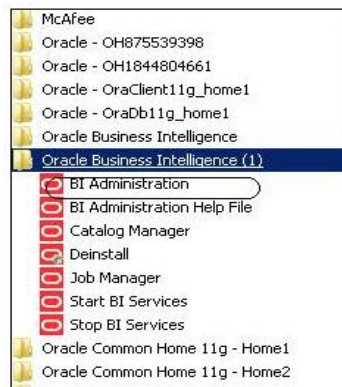 McAfee
Oracle - OH875539398
Oracle - OH1844804661
Oracle - OraClient11g_home1
Oracle - OraDb11g_home1
Oracle Business Intelligence
Oracle Business Intelligence (1)
BI Administration
BI Administration Help File
Catalog Manager
Deinstall
Job Manager
Start BI Services
Stop BI Services
Oracle Common Home 11g - Home1
Oracle Common Home 11g - Home2